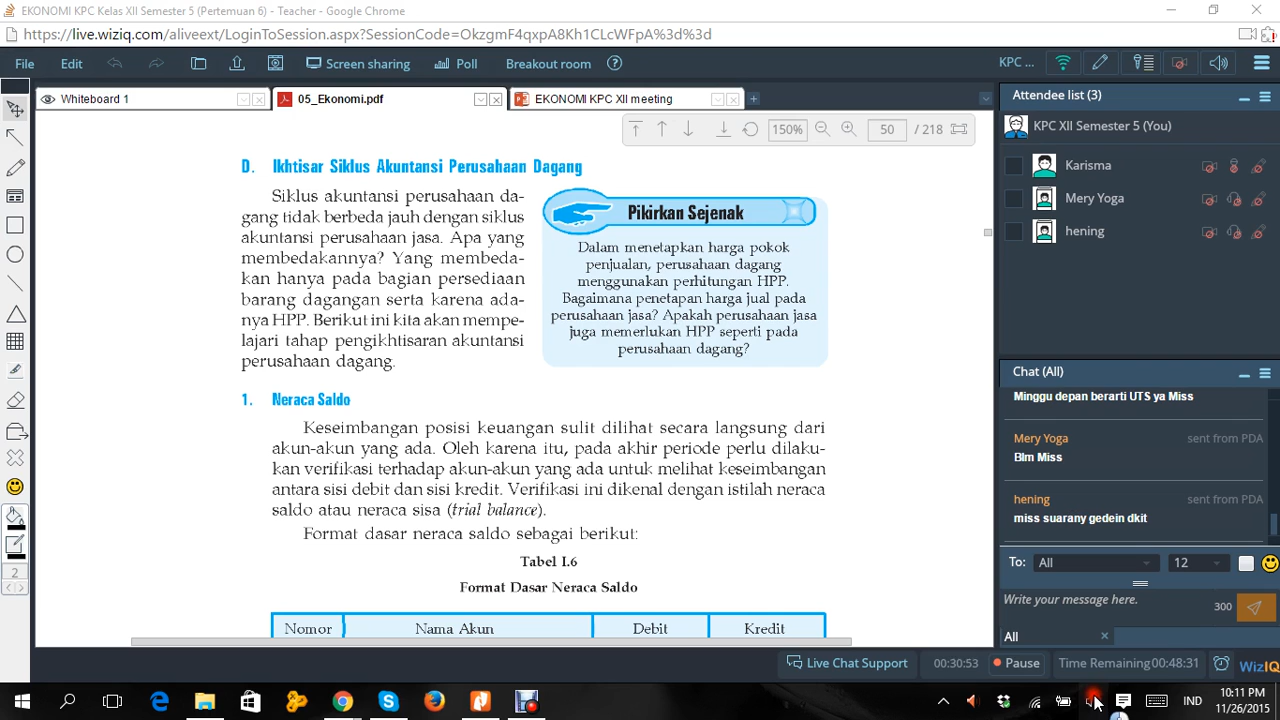 EKONOMI KPC Kelas XII Semester 5 (Pertemuan 6) - Teacher - Google Chrome
https://live.wiziq.com/aliveext/LoginToSession.aspx?SessionCode=OkzgmF4qxpA8Kh1CLcWFpA%3d%3d
File Edit Screen sharing Poll Breakout room KPC ...
Whiteboard 1 05_Ekonomi.pdf EKONOMI KPC XII meeting
150% 50 / 218
D. Ikhtisar Siklus Akuntansi Perusahaan Dagang
Siklus akuntansi perusahaan da-
gang tidak berbeda jauh dengan siklus
akuntansi perusahaan jasa. Apa yang
membedakannya? Yang membeda-
kan hanya pada bagian persediaan
barang dagangan serta karena ada-
nya HPP. Berikut ini kita akan mempe-
lajari tahap pengikhtisaran akuntansi
perusahaan dagang.
Pikirkan Sejenak
Dalam menetapkan harga pokok
penjualan, perusahaan dagang
menggunakan perhitungan HPP.
Bagaimana penetapan harga jual pada
perusahaan jasa? Apakah perusahaan jasa
juga memerlukan HPP seperti pada
perusahaan dagang?
1. Neraca Saldo
Keseimbangan posisi keuangan sulit dilihat secara langsung dari
akun-akun yang ada. Oleh karena itu, pada akhir periode perlu dilaku-
kan verifikasi terhadap akun-akun yang ada untuk melihat keseimbangan
antara sisi debit dan sisi kredit. Verifikasi ini dikenal dengan istilah neraca
saldo atau neraca sisa (trial balance).
Format dasar neraca saldo sebagai berikut:
Tabel I.6
Format Dasar Neraca Saldo
Nomor Nama Akun Debit Kredit
2
Attendee list (3)
KPC XII Semester 5 (You)
Karisma
Mery Yoga
hening
Chat (All)
Minggu depan berarti UTS ya Miss
Mery Yoga sent from PDA
Blm Miss
hening sent from PDA
miss suarany gedein dkit
To: All 12
Write your message here. 300
All
Live Chat Support 00:30:53 Pause Time Remaining 00:48:31 WizIQ
IND
10:11 PM
11/26/2015